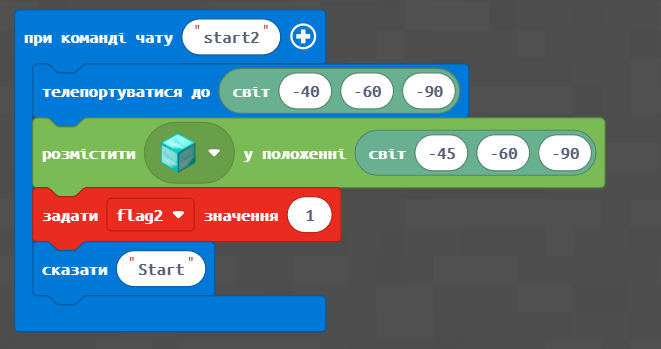 при команді чату "start2"
телепортуватися до світ -40 -60 -90
розмістити у положенні світ -45 -60 -90
задати flag2 значення 1
сказати "Start"